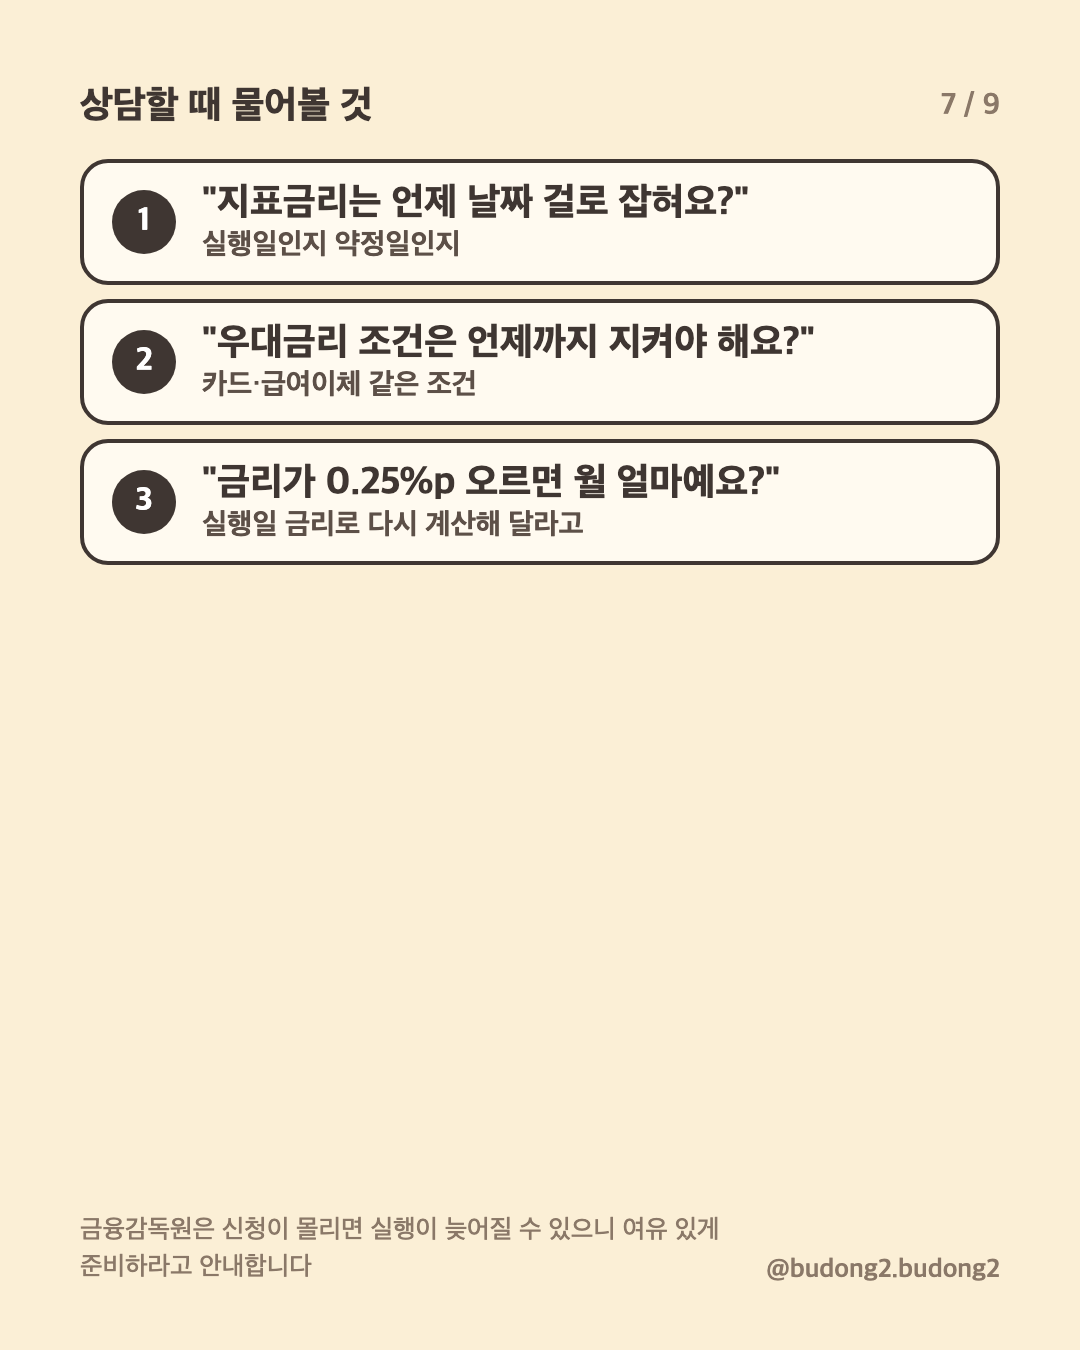 상담할 때 물어볼 것
7 / 9
1
"지표금리는 언제 날짜 걸로 잡혀요?"
실행일인지 약정일인지
2
"우대금리 조건은 언제까지 지켜야 해요?"
카드·급여이체 같은 조건
3
"금리가 0.25%p 오르면 월 얼마예요?"
실행일 금리로 다시 계산해 달라고
금융감독원은 신청이 몰리면 실행이 늦어질 수 있으니 여유 있게
준비하라고 안내합니다
@budong2.budong2